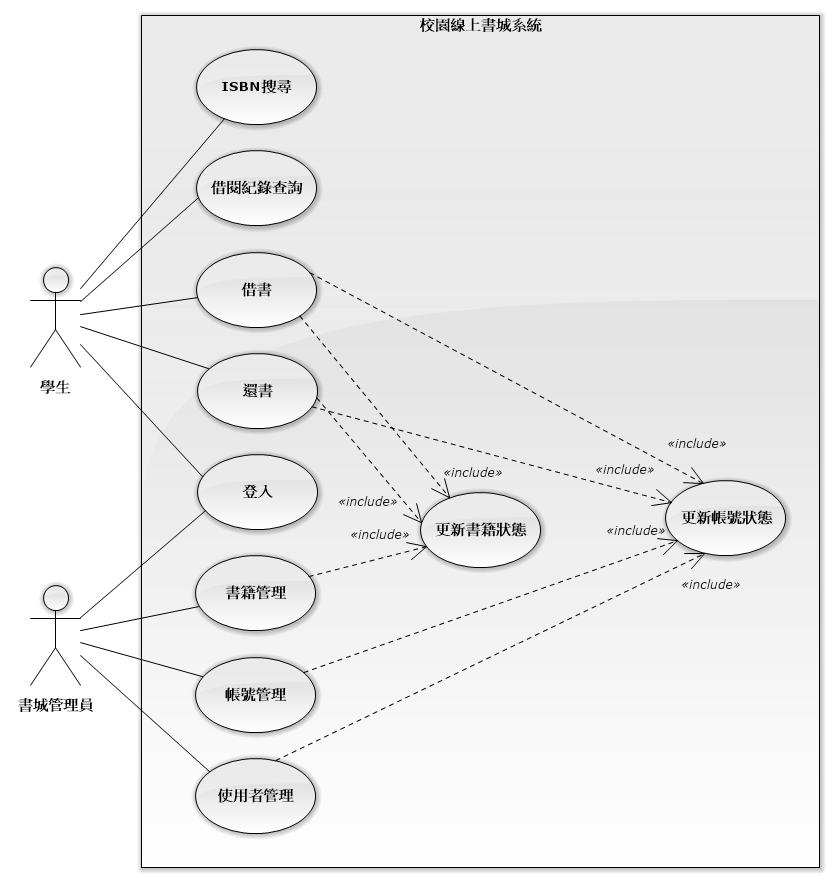 校園線上書城系統
ISBN搜尋
借閱紀錄查詢
借書
學生
還書
«include»
«include»
«include»
登入
«include»
更新書籍狀態
更新帳號狀態
«include»
«include»
書籍管理
«include»
書城管理員
帳號管理
使用者管理